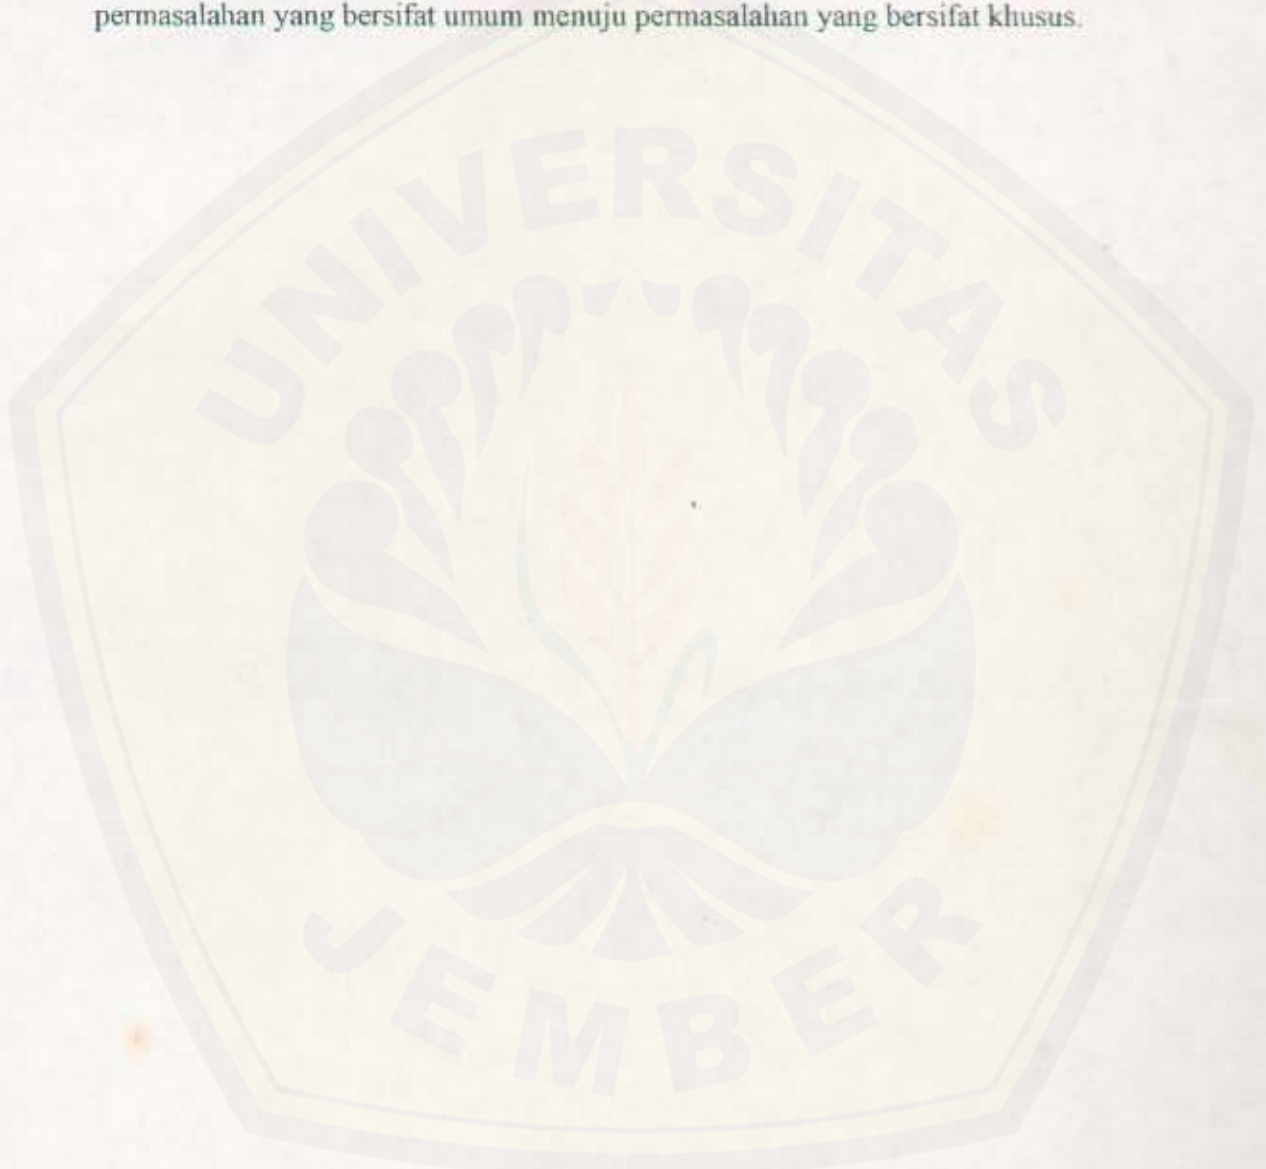 permasalahan yang bersifat umum menuju permasalahan yang bersifat khusus.
UNIVERSITAS
JEMBER